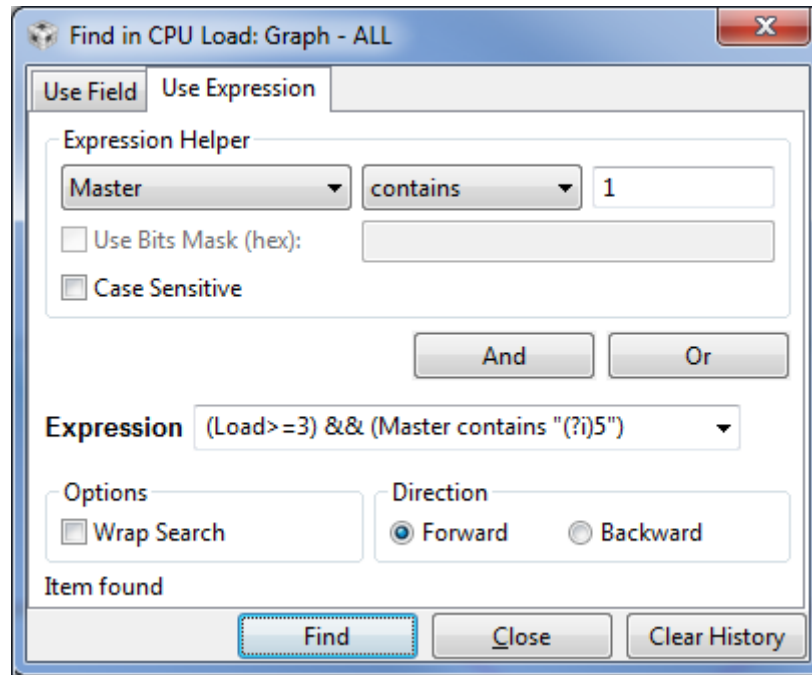 Find in CPU Load: Graph - ALL
Use Field Use Expression
Expression Helper
Master contains 1
Use Bits Mask (hex):
Case Sensitive
And Or
Expression (Load>=3) && (Master contains "(?i)5")
Options Direction
Wrap Search Forward Backward
Item found
Find Close Clear History